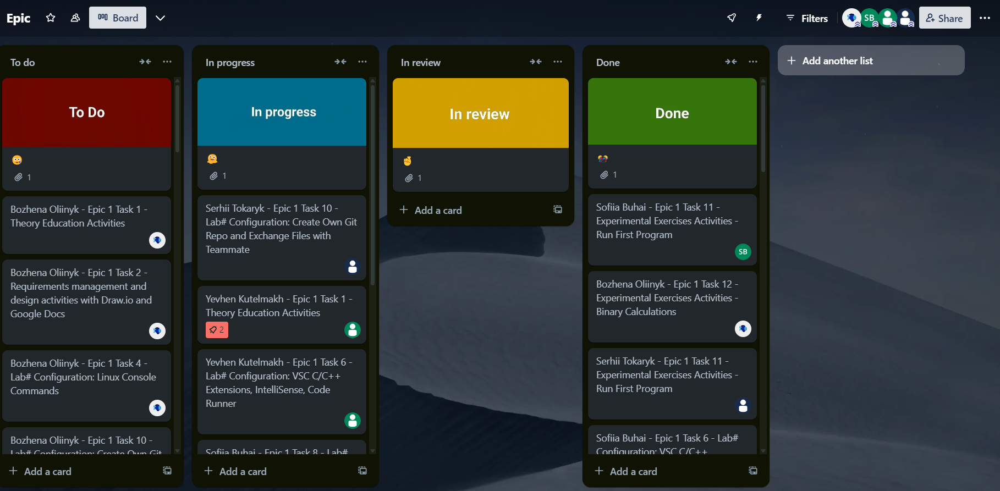 Epic
Board
Filters
SB
Share
To do
To Do
1
Bozhena Oliinyk - Epic 1 Task 1 -
Theory Education Activities
Bozhena Oliinyk - Epic 1 Task 2 -
Requirements management and
design activities with Draw.io and
Google Docs
Bozhena Oliinyk - Epic 1 Task 4 -
Lab# Configuration: Linux Console
Commands
Bozhena Oliinyk - Epic 1 Task 10 -
Lab# Configuration: Create Own Git
Add a card
In progress
In progress
1
Serhii Tokaryk - Epic 1 Task 10 -
Lab# Configuration: Create Own Git
Repo and Exchange Files with
Teammate
Yevhen Kutelmakh - Epic 1 Task 1 -
Theory Education Activities
2
Yevhen Kutelmakh - Epic 1 Task 6 -
Lab# Configuration: VSC C/C++
Extensions, IntelliSense, Code
Runner
Sofiia Buhai - Epic 1 Task 8 - Lab#
Add a card
In review
In review
1
Add a card
Done
Done
1
Sofiia Buhai - Epic 1 Task 11 -
Experimental Exercises Activities -
Run First Program
SB
Bozhena Oliinyk - Epic 1 Task 12 -
Experimental Exercises Activities -
Binary Calculations
Serhii Tokaryk - Epic 1 Task 11 -
Experimental Exercises Activities -
Run First Program
Sofiia Buhai - Epic 1 Task 6 - Lab#
Configuration: VSC C/C++
Add a card
Add another list